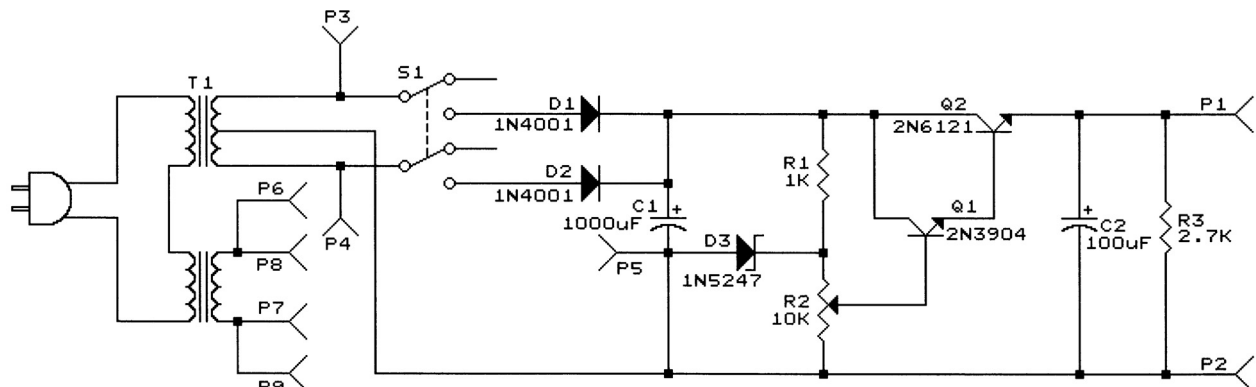 P3
T1
S1
D1
1N4001
Q2
2N6121
P1
R1
1K
D2
1N4001
P6
P4
C1
+
1000uF
Q1
2N3904
+
C2
100uF
R3
2.7K
P8
P5
D3
1N5247
R2
10K
P7
P2